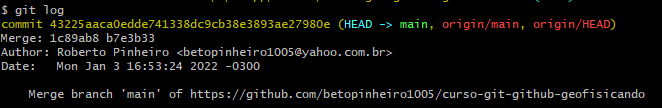 $ git log
commit 43225aaca0edde741338dc9cb38e3893ae27980e (HEAD -> main, origin/main, origin/HEAD)
Merge: 1c89ab8 b7e3b33
Author: Roberto Pinheiro <betopinheiro1005@yahoo.com.br>
Date:   Mon Jan 3 16:53:24 2022 -0300

    Merge branch 'main' of https://github.com/betopinheiro1005/curso-git-github-geofisicando